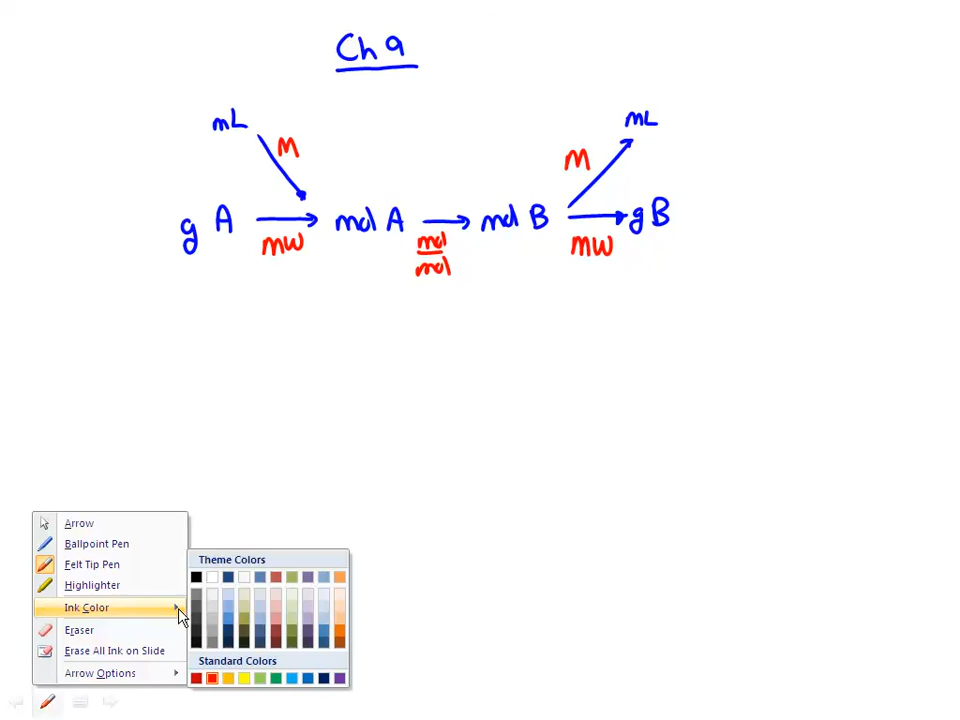 Ch 9
mL M M mL
g A mol A mol B g B
MW mol MW
mol
Arrow
Ballpoint Pen
Felt Tip Pen
Highlighter
Ink Color
Eraser
Erase All Ink on Slide
Arrow Options
Theme Colors
Standard Colors